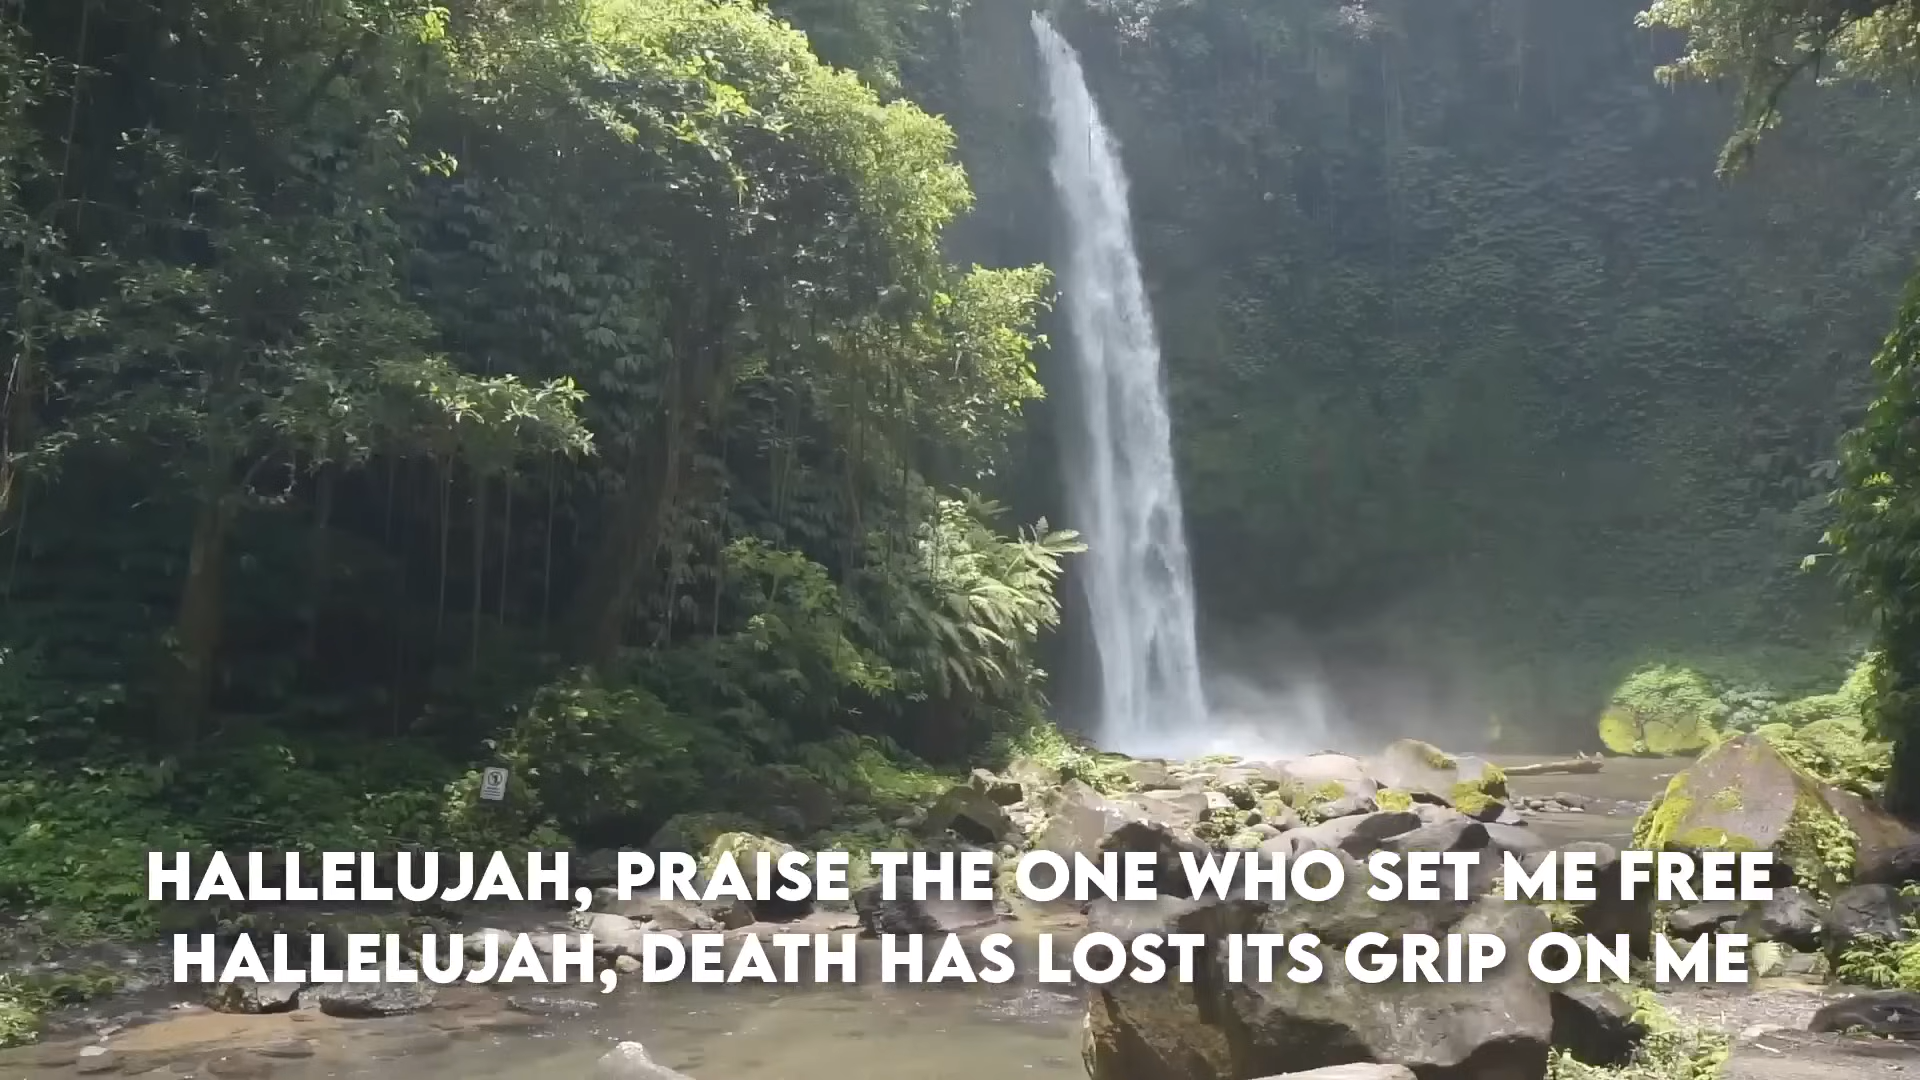 HALLELUJAH, PRAISE THE ONE WHO SET ME FREE
HALLELUJAH, DEATH HAS LOST ITS GRIP ON ME